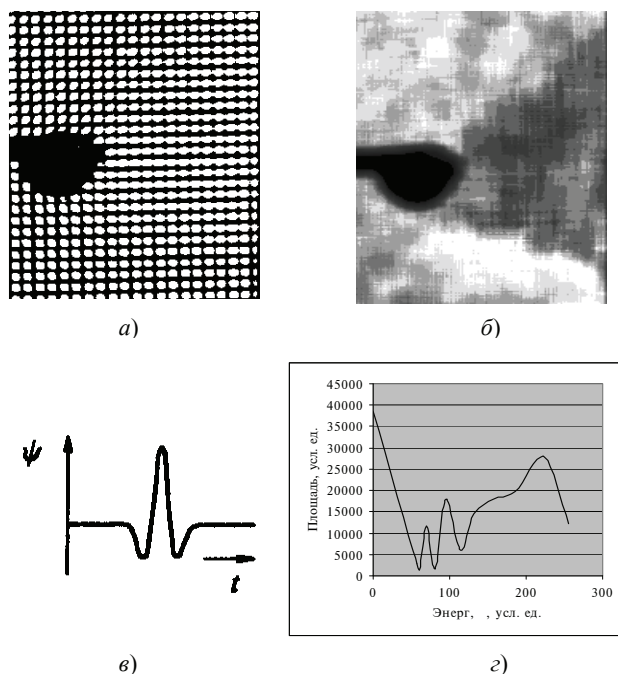 а)
б)
ψ
t
в)
Площадь, усл. ед.
45000
40000
35000
30000
25000
20000
15000
10000
5000
0
0 100 200 300
Энерг, , усл. ед.
г)